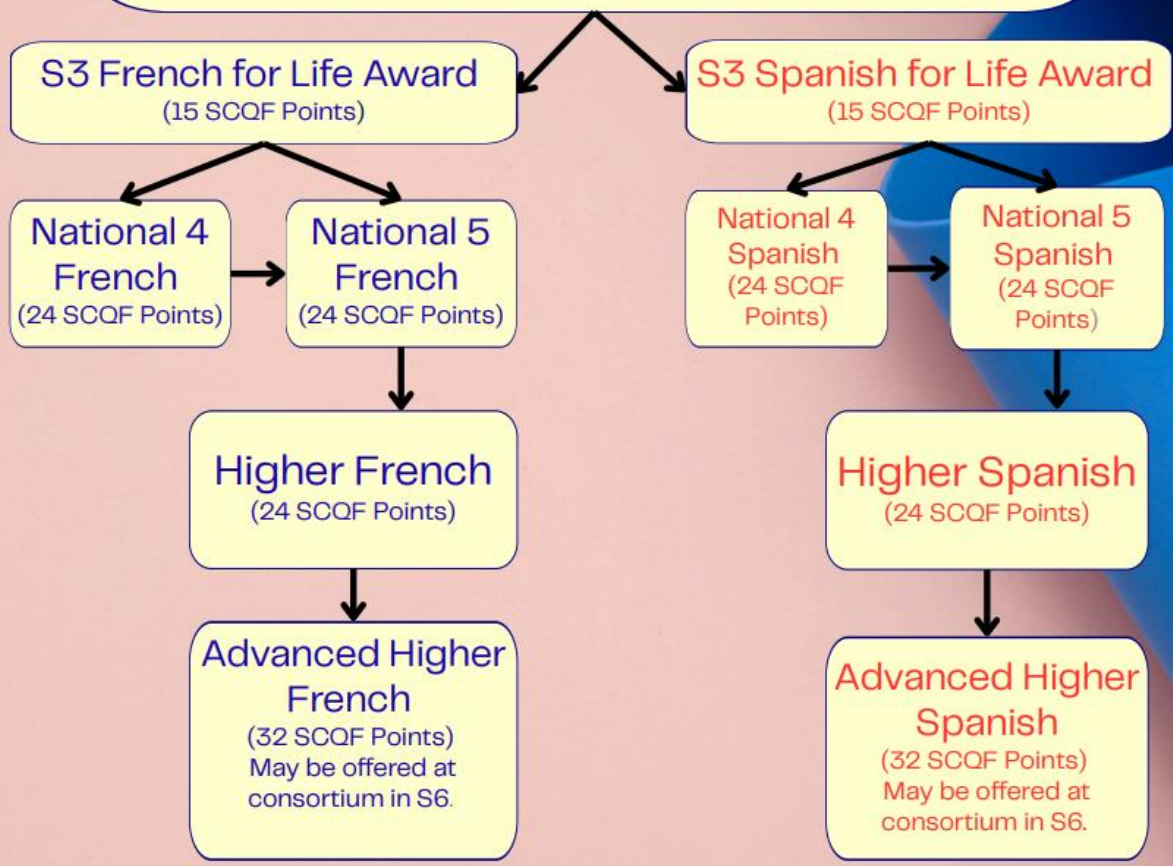 S3 French for Life Award
(15 SCQF Points)
S3 Spanish for Life Award
(15 SCQF Points)
National 4
French
(24 SCQF Points)
National 5
French
(24 SCQF Points)
National 4
Spanish
(24 SCQF
Points)
National 5
Spanish
(24 SCQF
Points)
Higher French
(24 SCQF Points)
Higher Spanish
(24 SCQF Points)
Advanced Higher
French
(32 SCQF Points)
May be offered at
consortium in S6.
Advanced Higher
Spanish
(32 SCQF Points)
May be offered at
consortium in S6.